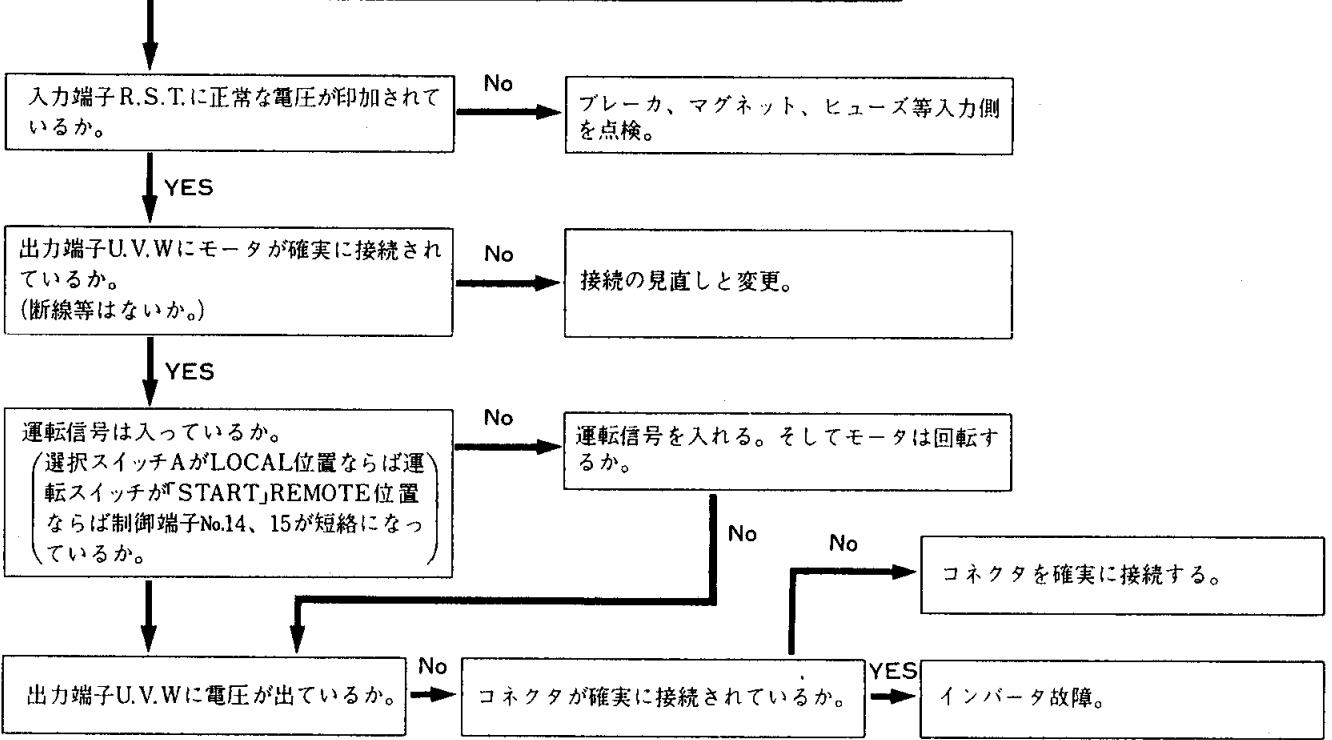 入力端子R.S.T.に正常な電圧が印加されて
いるか。
No
ブレーカ、マグネット、ヒューズ等入力側
を点検。
YES
出力端子U.V.Wにモータが確実に接続され
ているか。
(断線等はないか。)
No
接続の見直しと変更。
YES
運転信号は入っているか。
(選択スイッチAがLOCAL位置ならば運
転スイッチが「START」REMOTE位置
ならば制御端子No.14、15が短絡になっ
ているか。)
No
運転信号を入れる。そしてモータは回転す
るか。
No
No
コネクタを確実に接続する。
出力端子U.V.Wに電圧が出ているか。
No
コネクタが確実に接続されているか。
YES
インバータ故障。